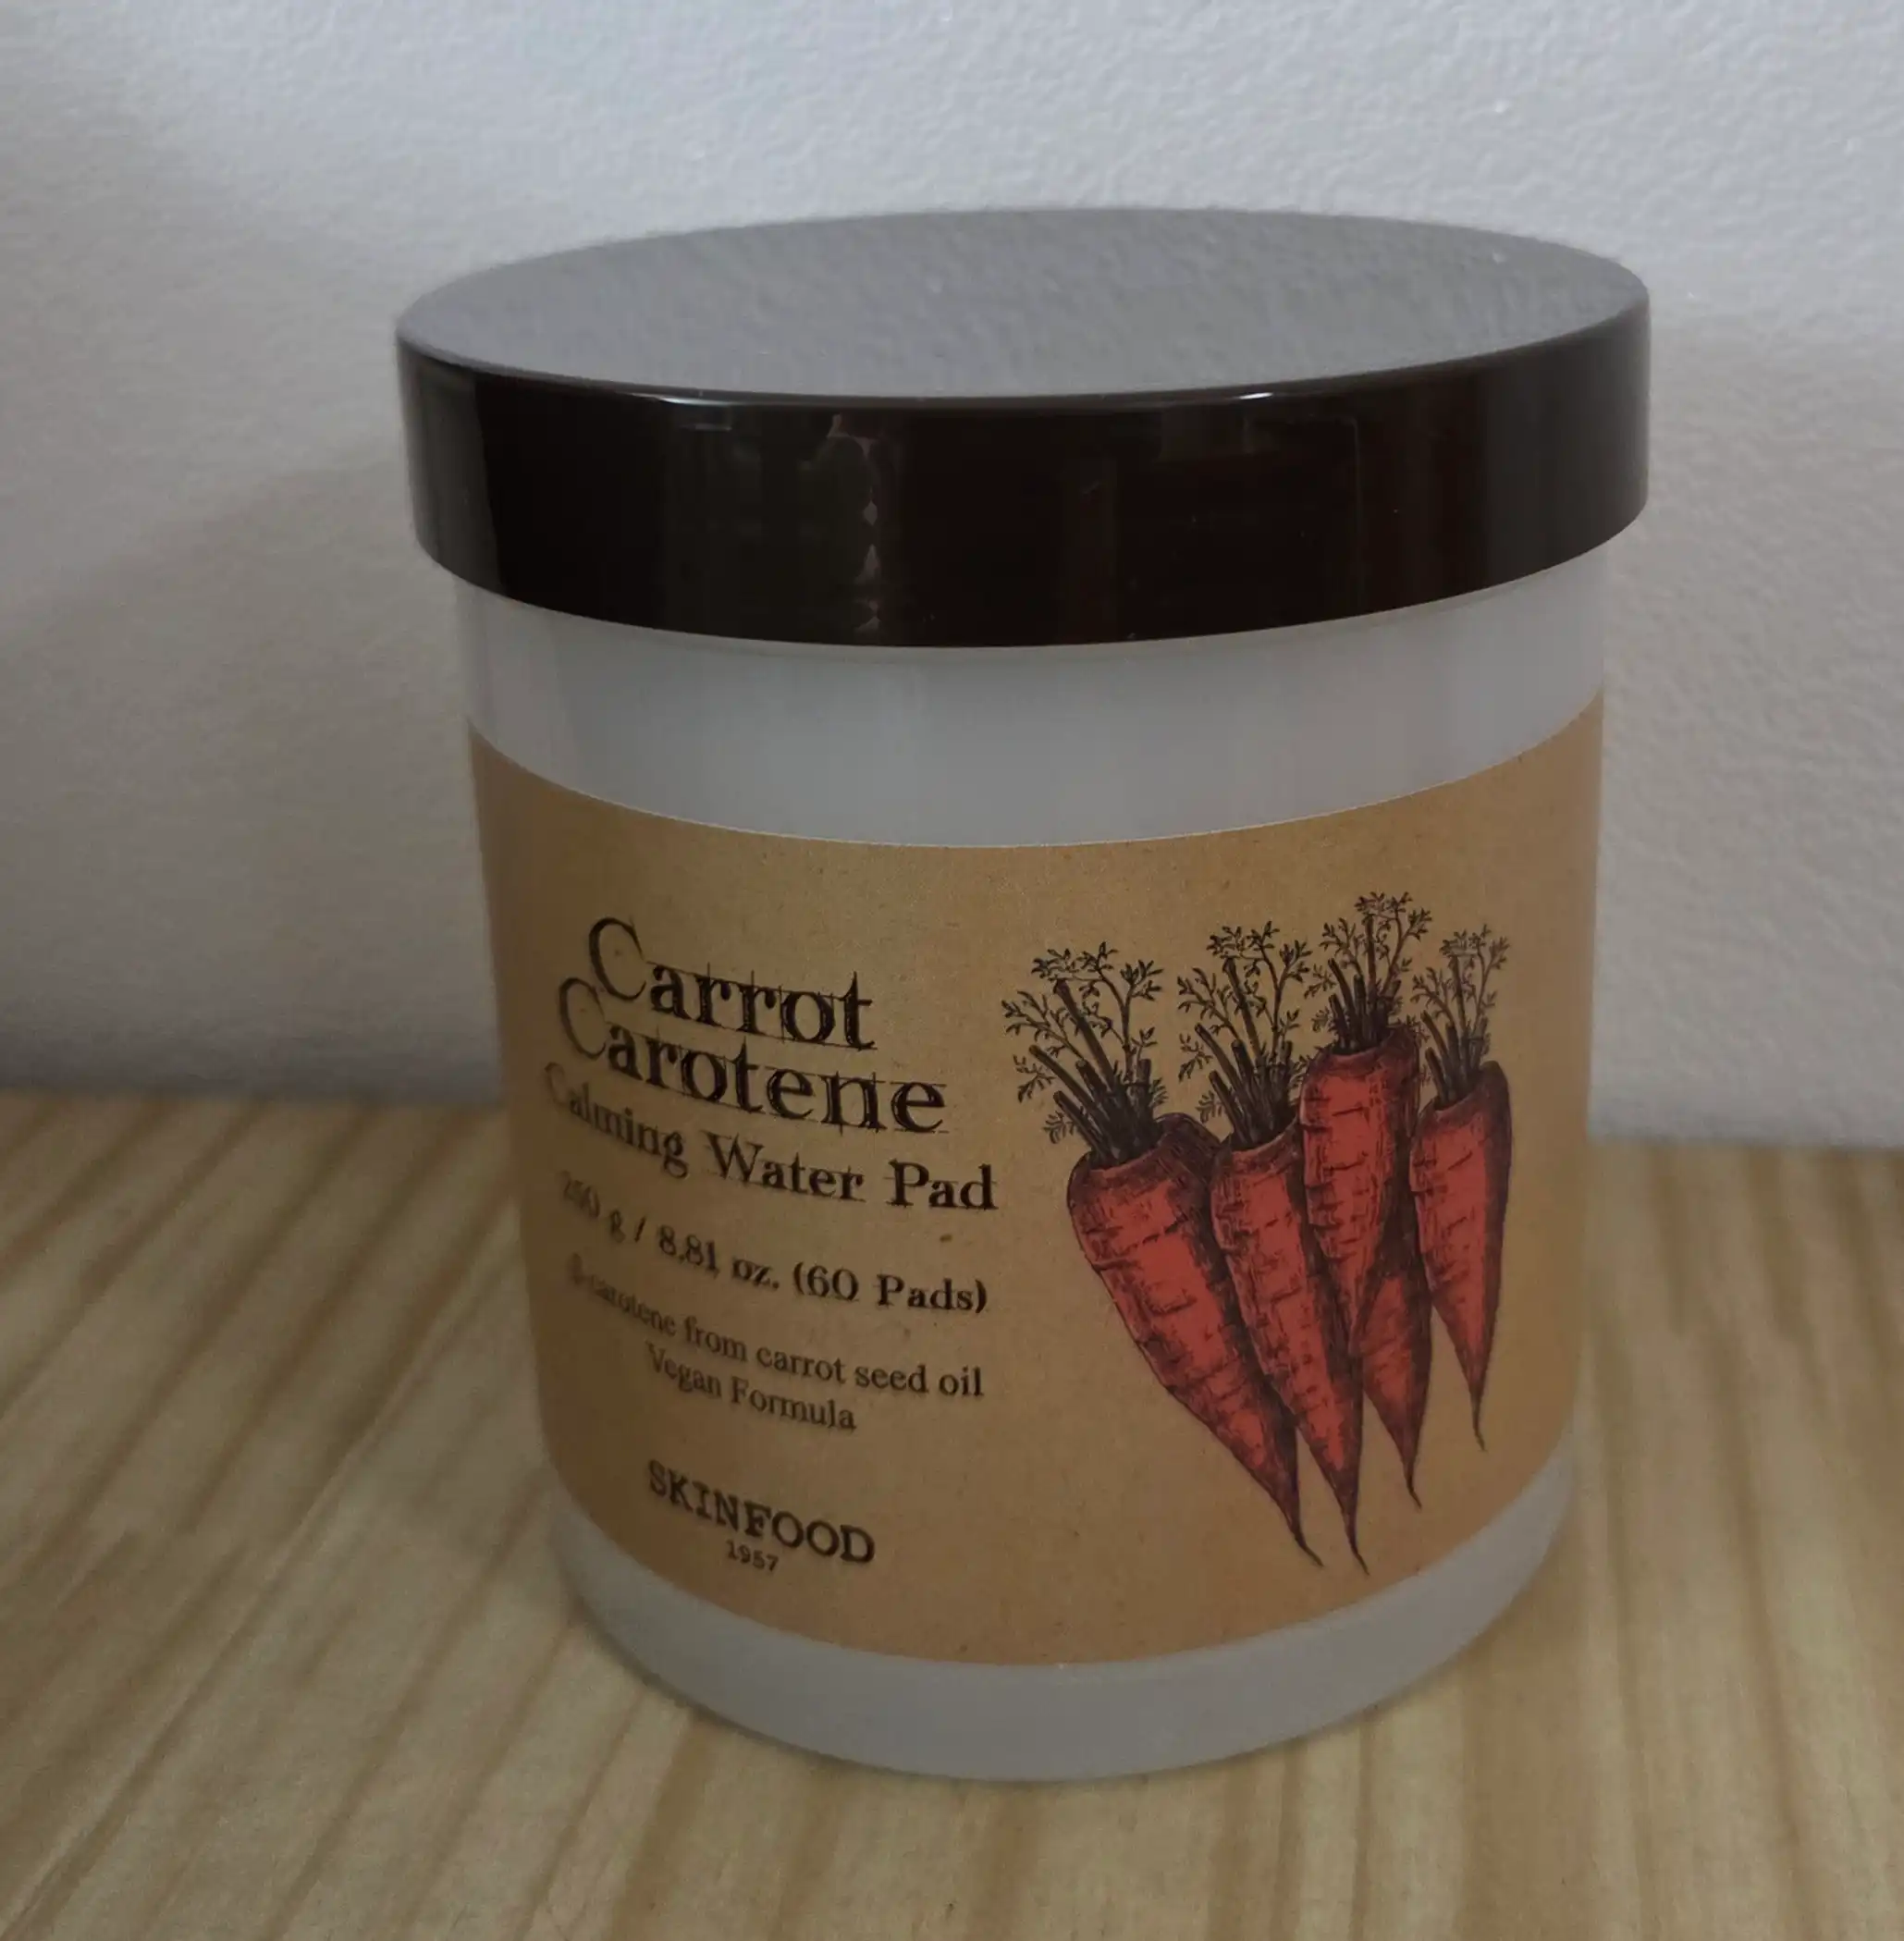 Carrot
Carotene
Calming Water Pad
250 g / 8.81 oz. (60 Pads)
β-carotene from carrot seed oil
Vegan Formula
SKINFOOD
1957